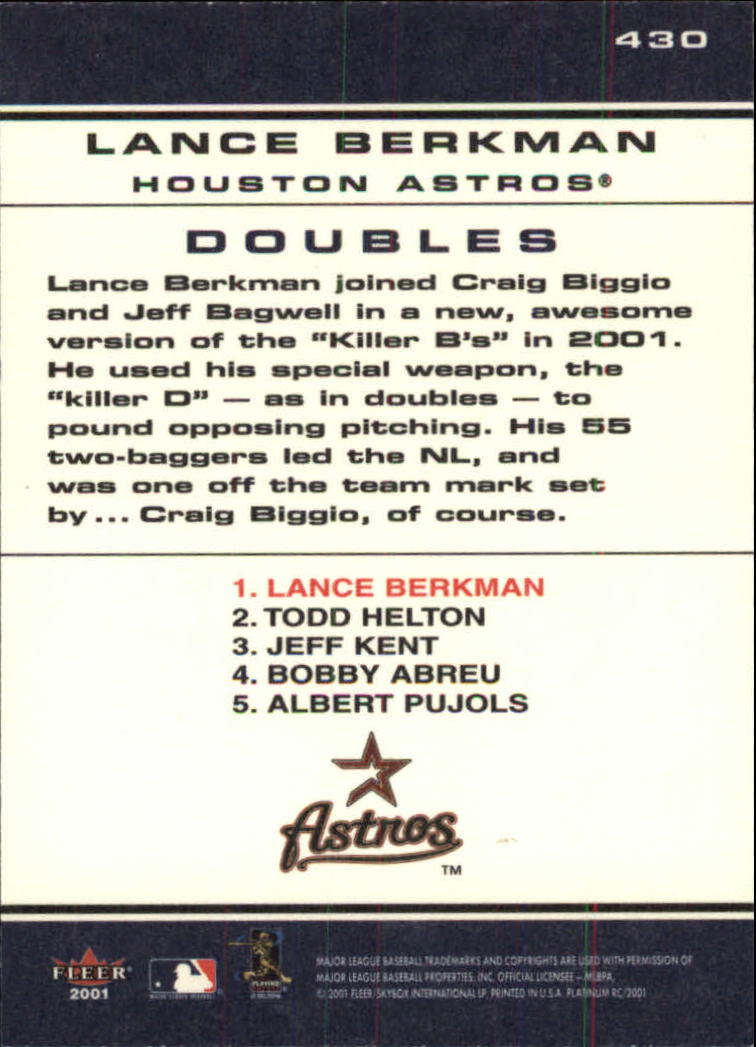 430
LANCE BERKMAN
HOUSTON ASTROS®
DOUBLES
Lance Berkman joined Craig Biggio
and Jeff Bagwell in a new, awesome
version of the "Killer B's" in 2001.
He used his special weapon, the
"killer D" — as in doubles — to
pound opposing pitching. His 55
two-baggers led the NL, and
was one off the team mark set
by... Craig Biggio, of course.
1. LANCE BERKMAN
2. TODD HELTON
3. JEFF KENT
4. BOBBY ABREU
5. ALBERT PUJOLS
Astros
TM
FLEER®
2001
MAJOR LEAGUE BASEBALL TRADEMARKS AND COPYRIGHTS ARE USED WITH PERMISSION OF
MAJOR LEAGUE BASEBALL PROPERTIES, INC. OFFICIAL LICENSEE – MLBPA.
© 2001 FLEER/SKYBOX INTERNATIONAL LP, PRINTED IN U.S.A. PLATINUM RC/2001